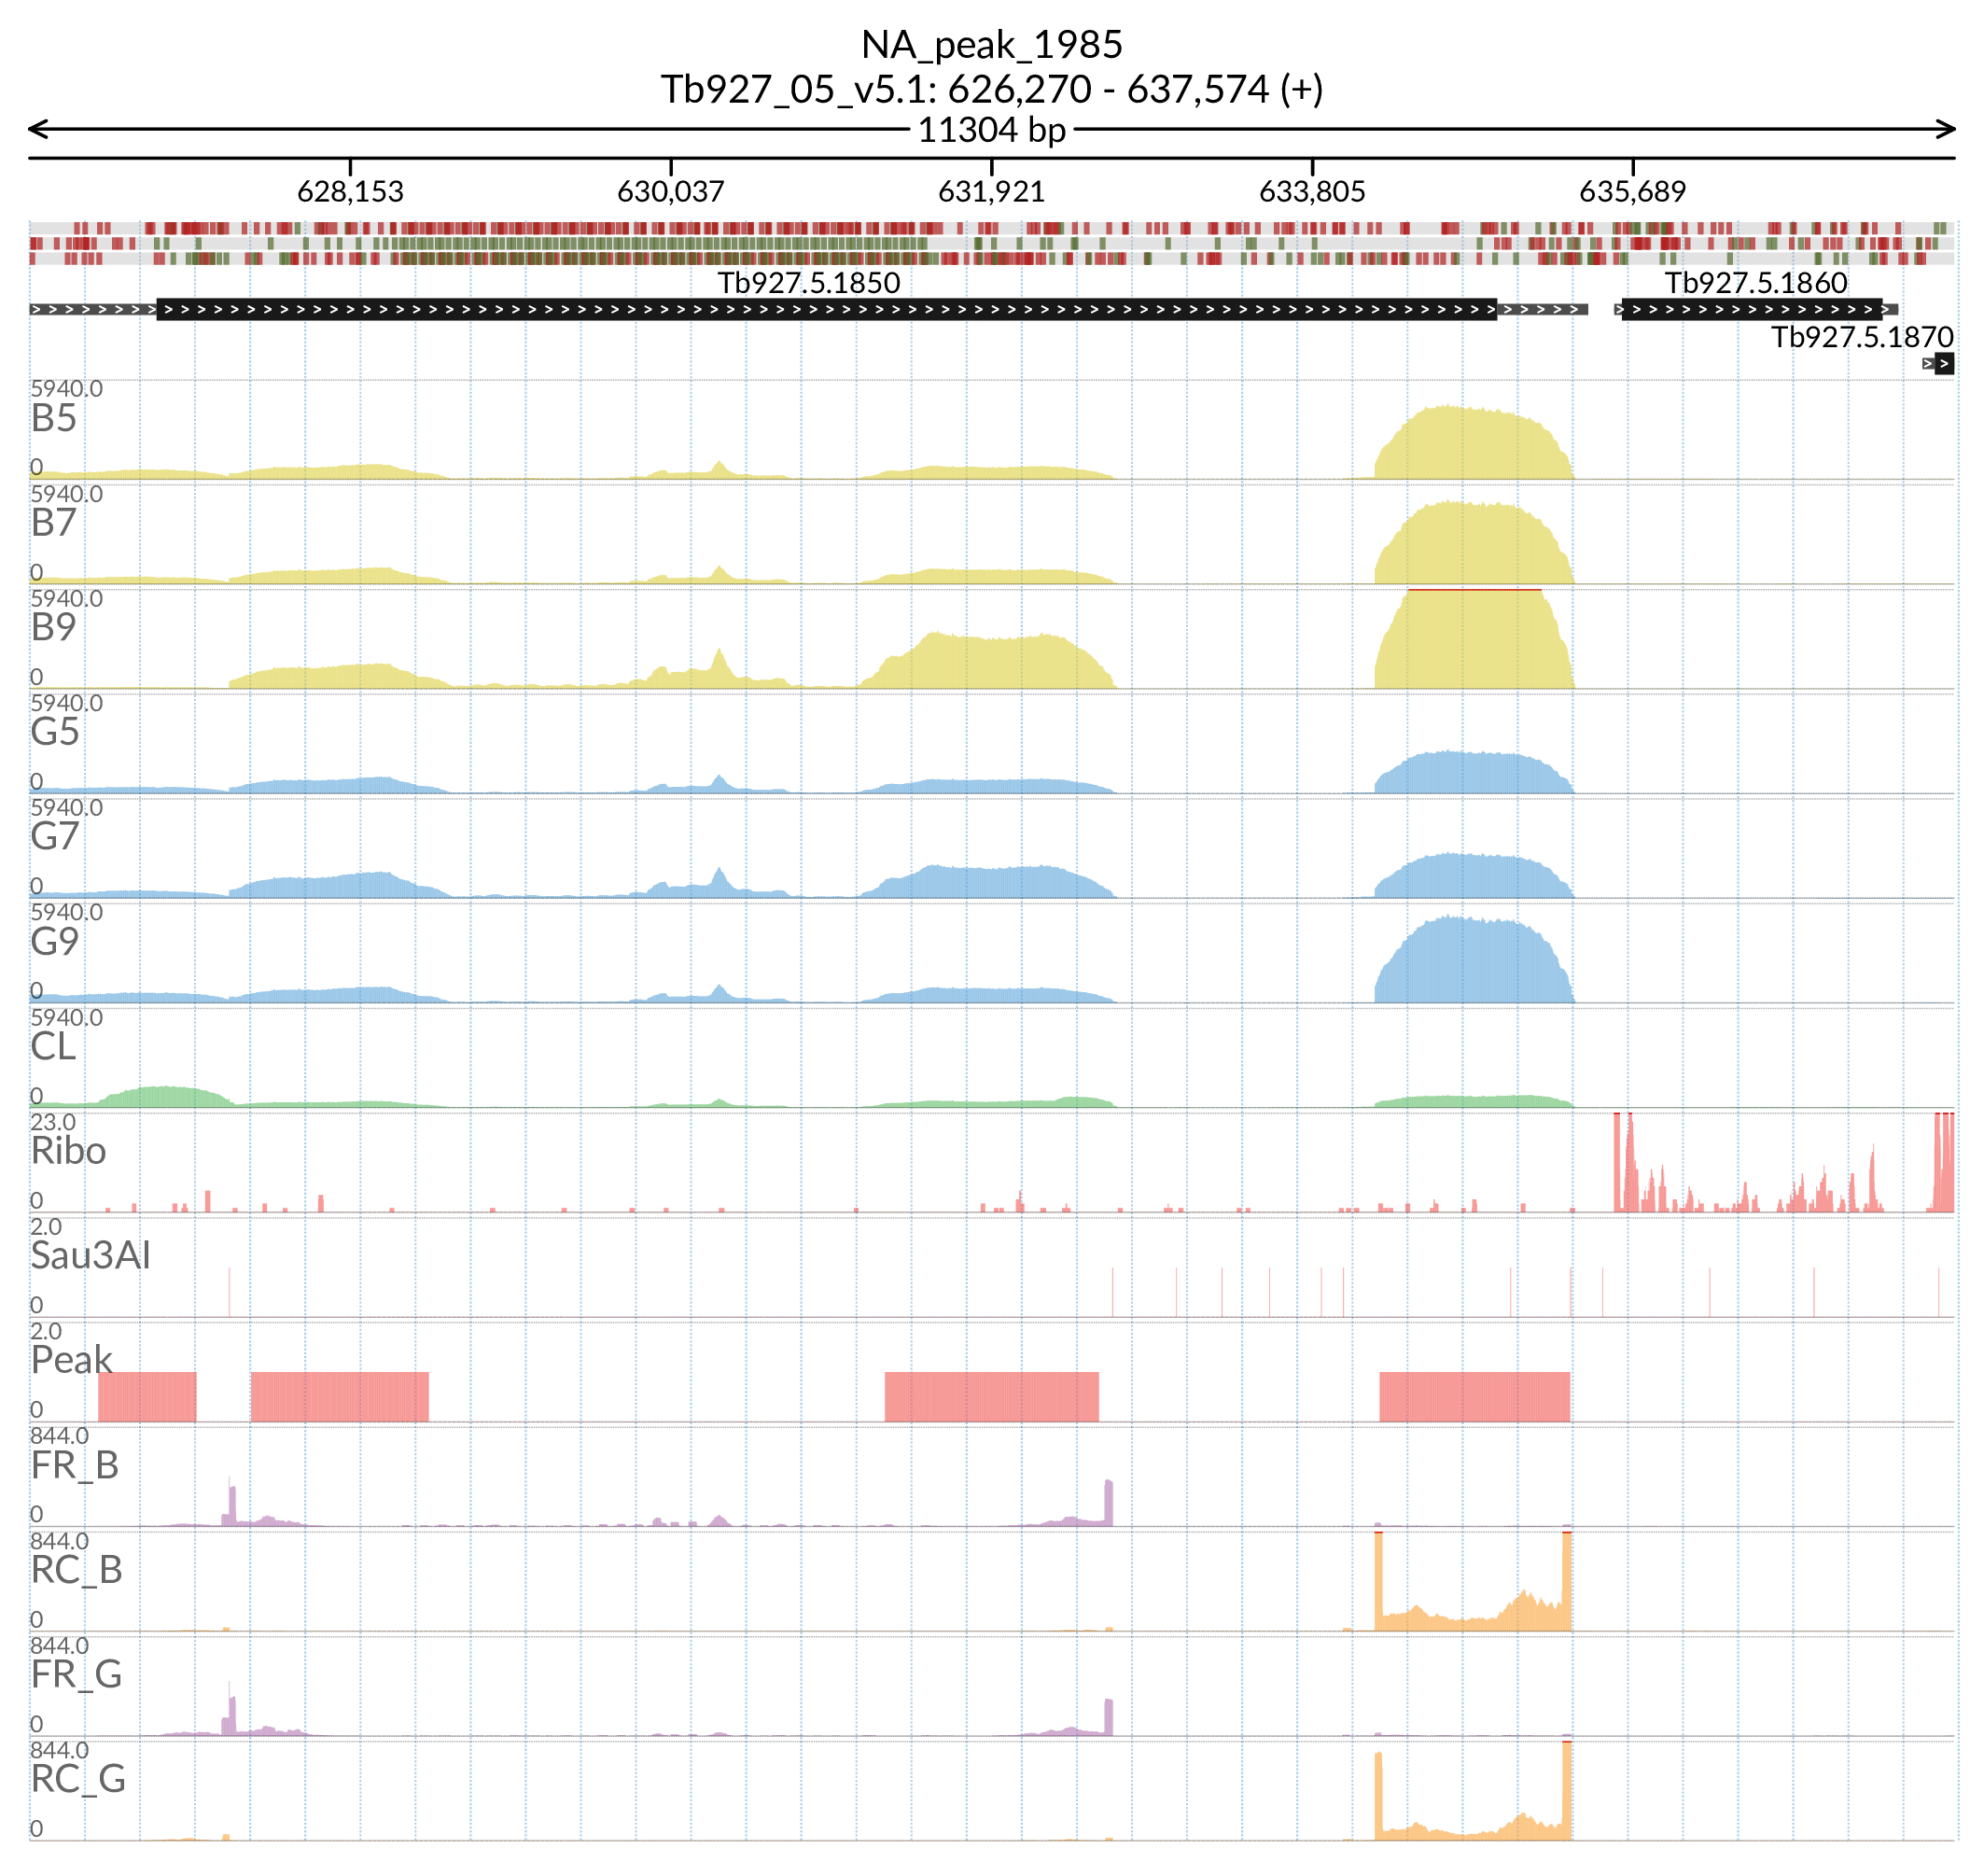 NA_peak_1985
Tb927_05_v5.1: 626,270 - 637,574 (+)
11304 bp
628,153 630,037 631,921 633,805 635,689
Tb927.5.1850 Tb927.5.1860
Tb927.5.1870
5940.0
B5
0
5940.0
B7
0
5940.0
B9
0
5940.0
G5
0
5940.0
G7
0
5940.0
G9
0
5940.0
CL
0
23.0
Ribo
0
2.0
Sau3AI
0
2.0
Peak
0
844.0
FR_B
0
844.0
RC_B
0
844.0
FR_G
0
844.0
RC_G
0